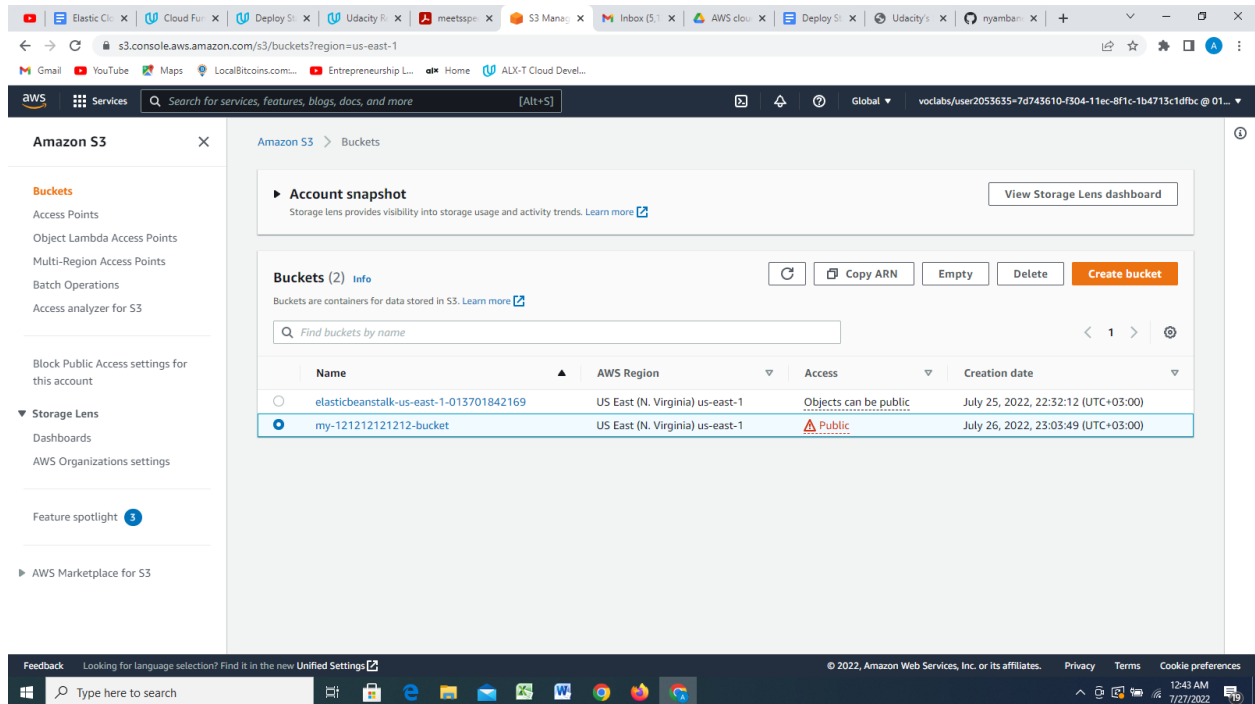 Elastic Clo
Cloud Fun
Deploy St
Udacity R
meetsspe
S3 Manag
Inbox (5,1
AWS clou
Deploy St
Udacity's
nyamban
s3.console.aws.amazon.com/s3/buckets?region=us-east-1
A
Gmail YouTube Maps LocalBitcoins.com:... Entrepreneurship L... alx Home ALX-T Cloud Devel...
aws Services Search for services, features, blogs, docs, and more [Alt+S] Global voclabs/user2053635=7d743610-f304-11ec-8f1c-1b4713c1dfbc @ 01...
Amazon S3
Buckets
Access Points
Object Lambda Access Points
Multi-Region Access Points
Batch Operations
Access analyzer for S3
Block Public Access settings for
this account
Storage Lens
Dashboards
AWS Organizations settings
Feature spotlight 3
AWS Marketplace for S3
Amazon S3 > Buckets
Account snapshot
Storage lens provides visibility into storage usage and activity trends. Learn more
View Storage Lens dashboard
Buckets (2) Info
Buckets are containers for data stored in S3. Learn more
Copy ARN
Empty
Delete
Create bucket
Find buckets by name
1
Name AWS Region Access Creation date
elasticbeanstalk-us-east-1-013701842169 US East (N. Virginia) us-east-1 Objects can be public July 25, 2022, 22:32:12 (UTC+03:00)
my-121212121212-bucket US East (N. Virginia) us-east-1 Public July 26, 2022, 23:03:49 (UTC+03:00)
Feedback Looking for language selection? Find it in the new Unified Settings © 2022, Amazon Web Services, Inc. or its affiliates. Privacy Terms Cookie preferences
Type here to search
12:43 AM
7/27/2022
19